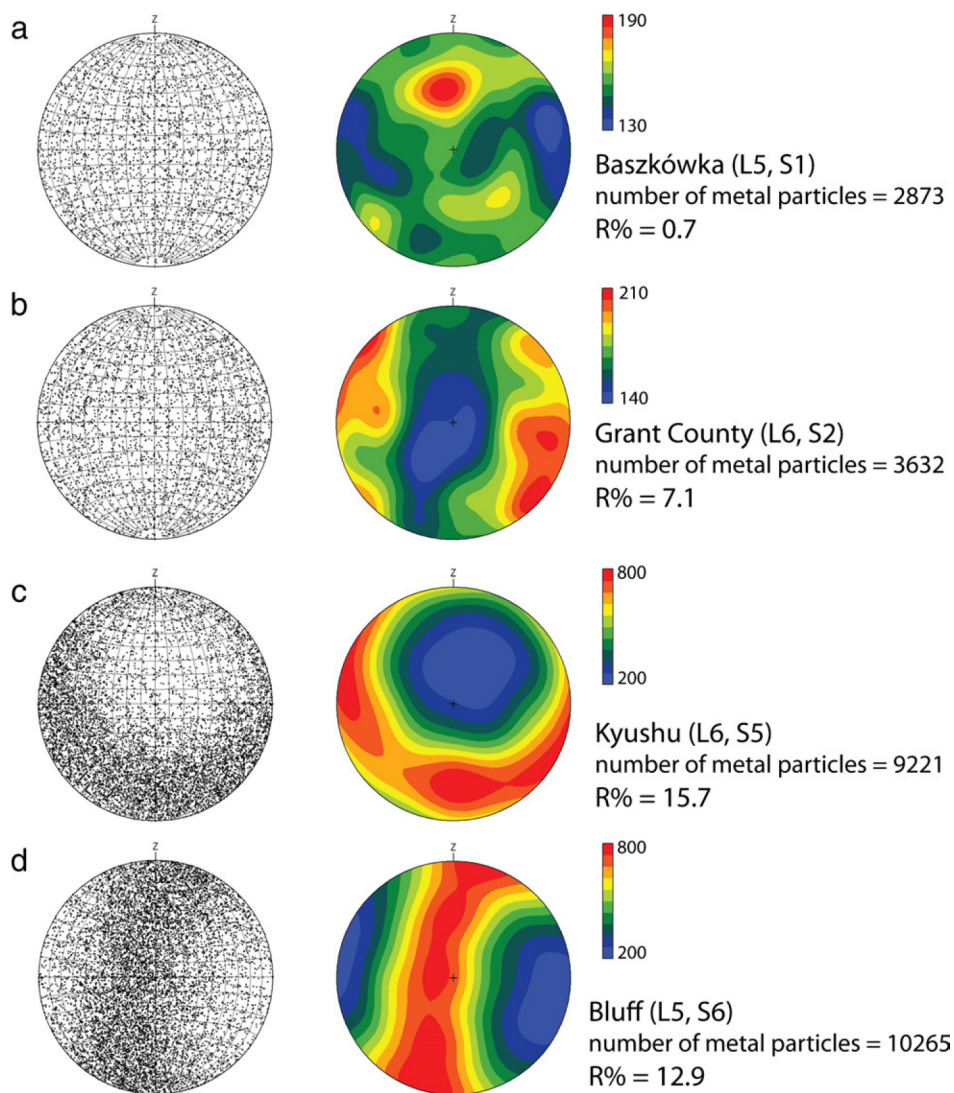 a
z
z
190
130
Baszkówka (L5, S1)
number of metal particles = 2873
R% = 0.7
b
z
z
210
140
Grant County (L6, S2)
number of metal particles = 3632
R% = 7.1
c
z
z
800
200
Kyushu (L6, S5)
number of metal particles = 9221
R% = 15.7
d
z
z
800
200
Bluff (L5, S6)
number of metal particles = 10265
R% = 12.9